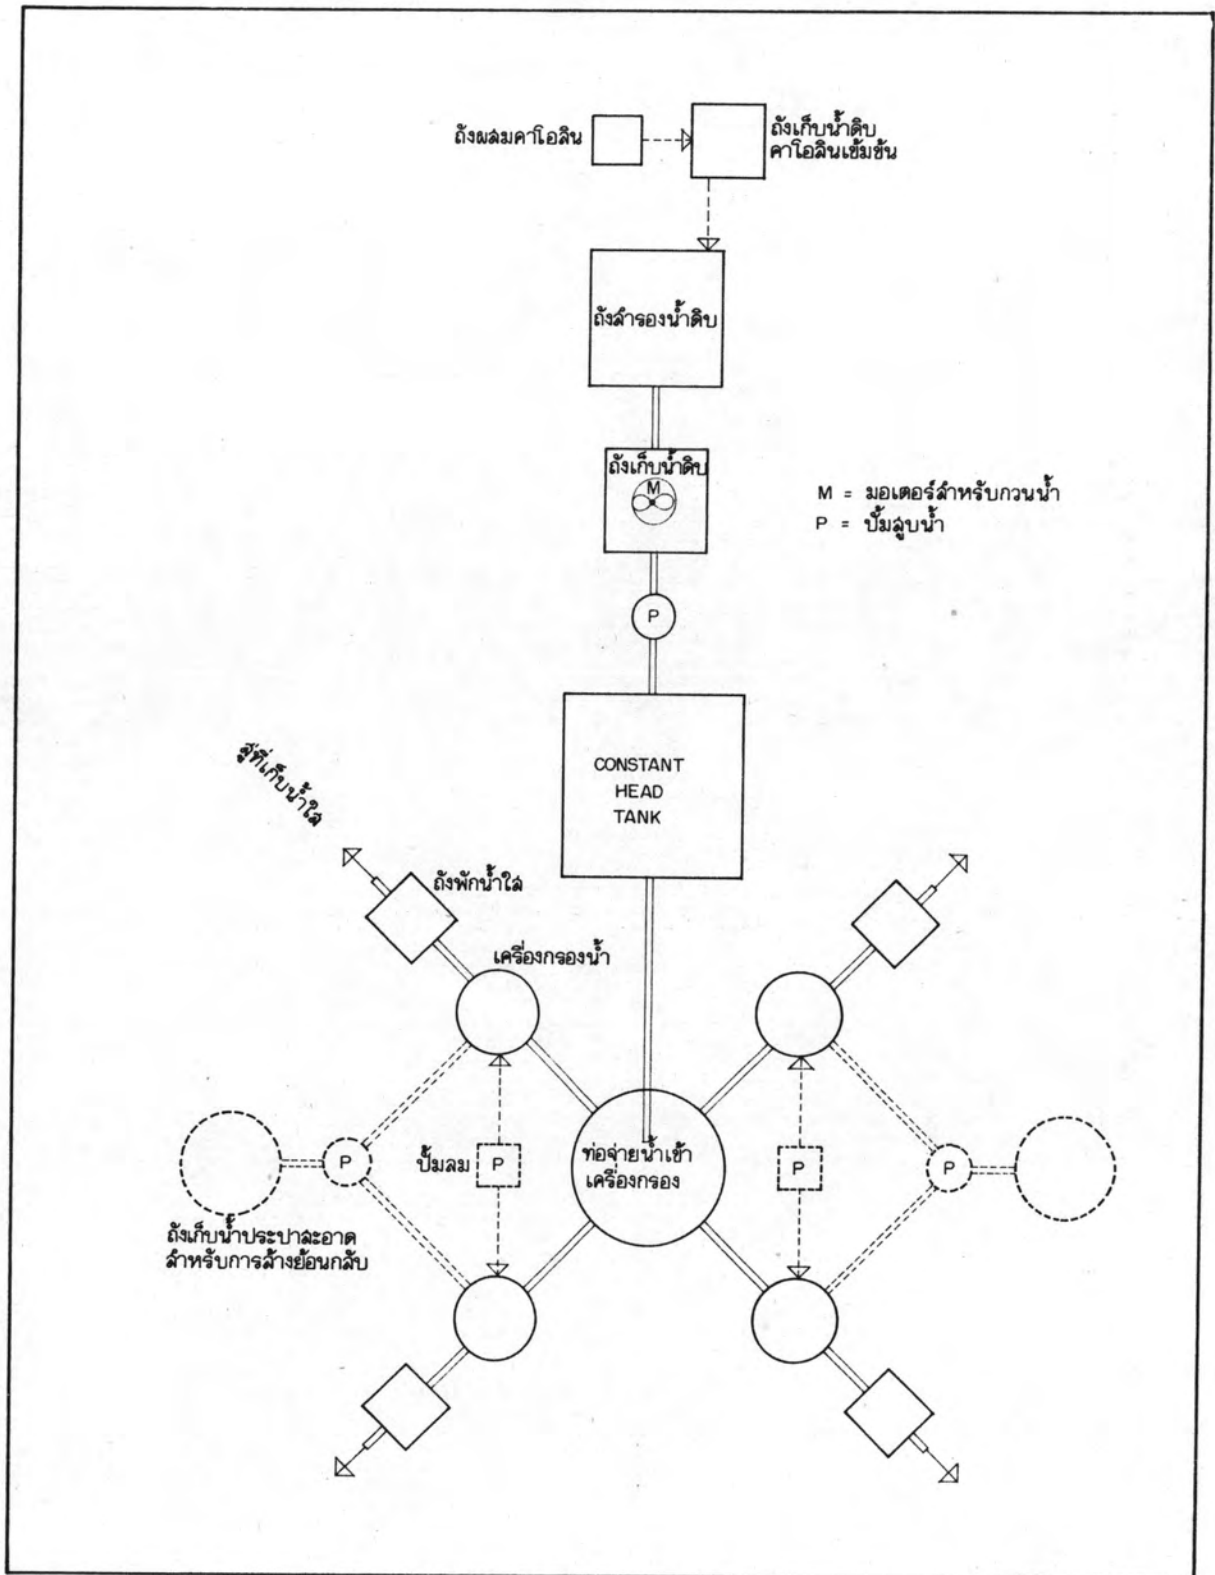 ถังผสมคาโอลิน
ถังเก็บน้ำดิบ
คาโอลินเข้มข้น
ถังสำรองน้ำดิบ
ถังเก็บน้ำดิบ
M
M = มอเตอร์สำหรับกวนน้ำ
P = ปั๊มสูบน้ำ
P
CONSTANT
HEAD
TANK
สู่ที่เก็บน้ำใส
ถังพักน้ำใส
เครื่องกรองน้ำ
P
ปั๊มลม
P
ท่อจ่ายน้ำเข้า
เครื่องกรอง
P
P
ถังเก็บน้ำประปาสะอาด
สำหรับการล้างย้อนกลับ